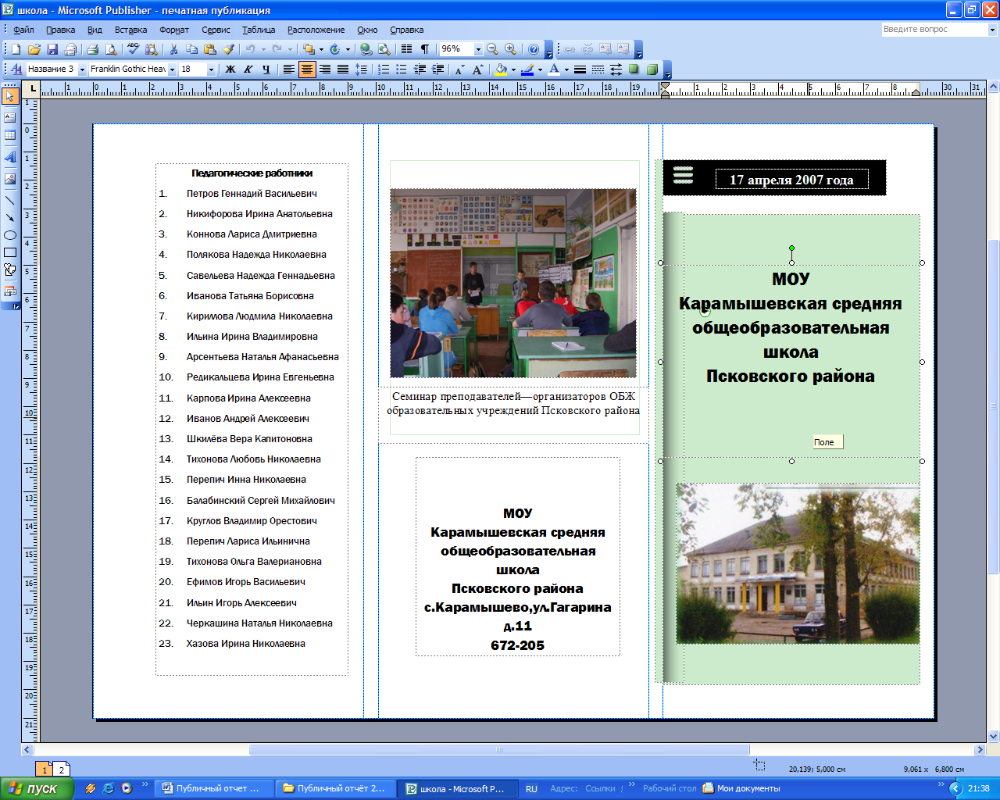 школа - Microsoft Publisher - печатная публикация
Файл Правка Вид Вставка Формат Сервис Таблица Расположение Окно Справка
Введите вопрос
96%
Название 3 Franklin Gothic Heav 18 Ж К Ч
Педагогические работники
1. Петров Геннадий Васильевич
2. Никифорова Ирина Анатольевна
3. Коннова Лариса Дмитриевна
4. Полякова Надежда Николаевна
5. Савельева Надежда Геннадьевна
6. Иванова Татьяна Борисовна
7. Кириллова Людмила Николаевна
8. Ильина Ирина Владимировна
9. Арсентьева Наталья Афанасьевна
10. Редикальцева Ирина Евгеньевна
11. Карпова Ирина Алексеевна
12. Иванов Андрей Алексеевич
13. Шкилёва Вера Капитоновна
14. Тихонова Любовь Николаевна
15. Перепич Инна Николаевна
16. Балабинский Сергей Михайлович
17. Круглов Владимир Орестович
18. Перепич Лариса Ильинична
19. Тихонова Ольга Валериановна
20. Ефимов Игорь Васильевич
21. Ильин Игорь Алексеевич
22. Черкашина Наталья Николаевна
23. Хазова Ирина Николаевна
Семинар преподавателей—организаторов ОБЖ
образовательных учреждений Псковского района
МОУ
Карамышевская средняя
общеобразовательная
школа
Псковского района
с.Карамышево,ул.Гагарина
д.11
672-205
17 апреля 2007 года
МОУ
Карамышевская средняя
общеобразовательная
школа
Псковского района
Поле
1 2
20,139; 5,000 см
9,061 x 6,800 см
пуск
Публичный отчет ...
Публичный отчёт 2...
школа - Microsoft P...
RU
Адрес: Ссылки
Рабочий стол
Мои документы
21:38